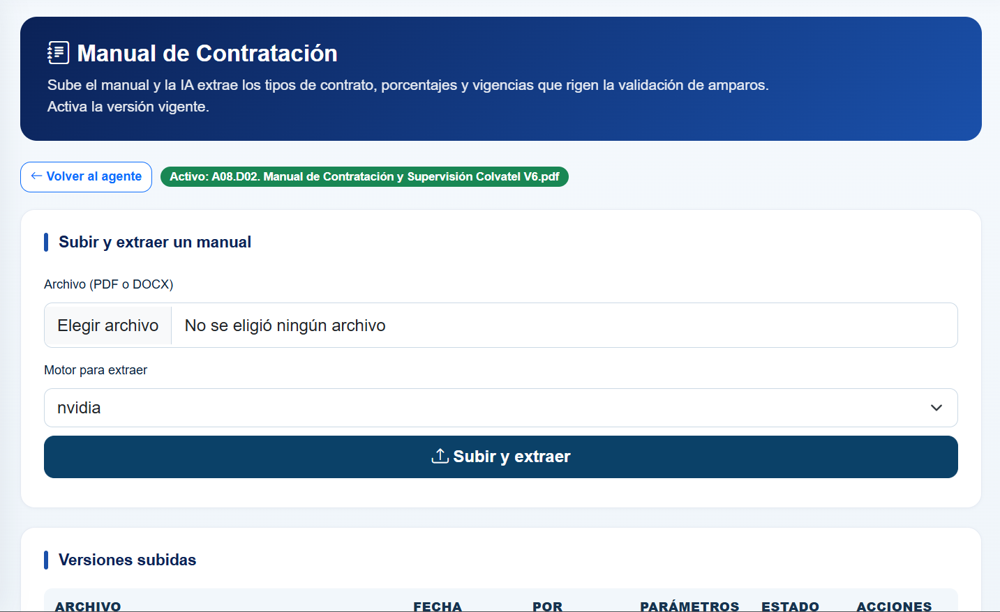 Manual de Contratación
Sube el manual y la IA extrae los tipos de contrato, porcentajes y vigencias que rigen la validación de amparos.
Activa la versión vigente.
Volver al agente
Activo: A08.D02. Manual de Contratación y Supervisión Colvatel V6.pdf
Subir y extraer un manual
Archivo (PDF o DOCX)
Elegir archivo No se eligió ningún archivo
Motor para extraer
nvidia
Subir y extraer
Versiones subidas
ARCHIVO FECHA POR PARÁMETROS ESTADO ACCIONES